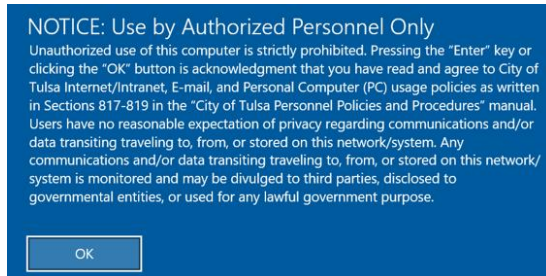 NOTICE: Use by Authorized Personnel Only
Unauthorized use of this computer is strictly prohibited. Pressing the "Enter" key or
clicking the "OK" button is acknowledgment that you have read and agree to City of
Tulsa Internet/Intranet, E-mail, and Personal Computer (PC) usage policies as written
in Sections 817-819 in the "City of Tulsa Personnel Policies and Procedures" manual.
Users have no reasonable expectation of privacy regarding communications and/or
data transiting traveling to, from, or stored on this network/system. Any
communications and/or data transiting traveling to, from, or stored on this network/
system is monitored and may be divulged to third parties, disclosed to
governmental entities, or used for any lawful government purpose.
OK